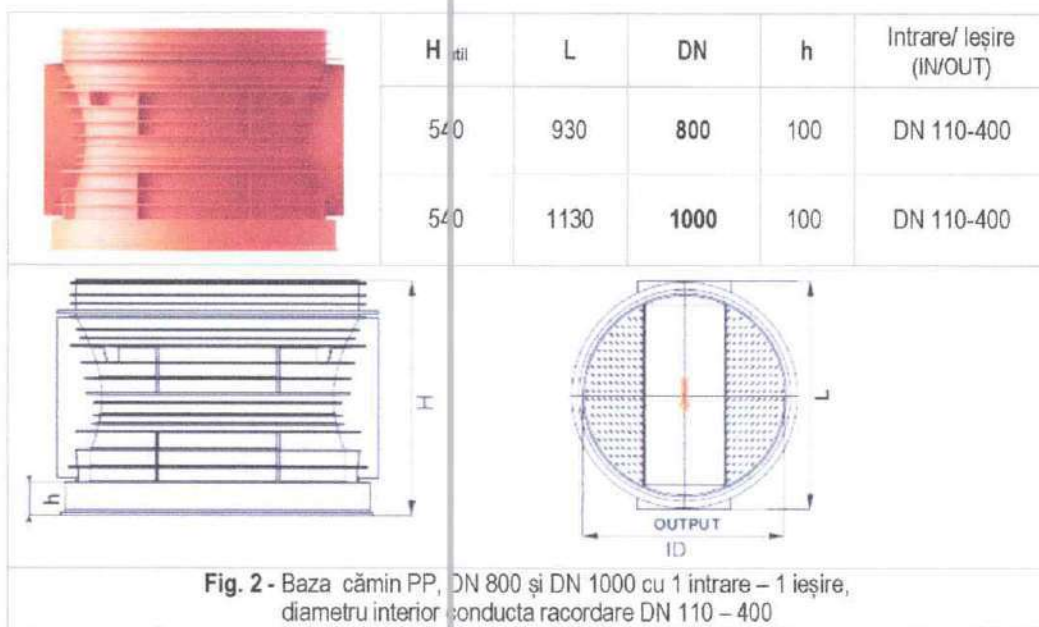 H util L DN h Intrare/ Ieșire
(IN/OUT)
540 930 800 100 DN 110-400
540 1130 1000 100 DN 110-400
H
h
L
OUTPUT
ID
Fig. 2 - Baza cămin PP, DN 800 și DN 1000 cu 1 intrare – 1 ieșire,
diametru interior conducta racordare DN 110 – 400